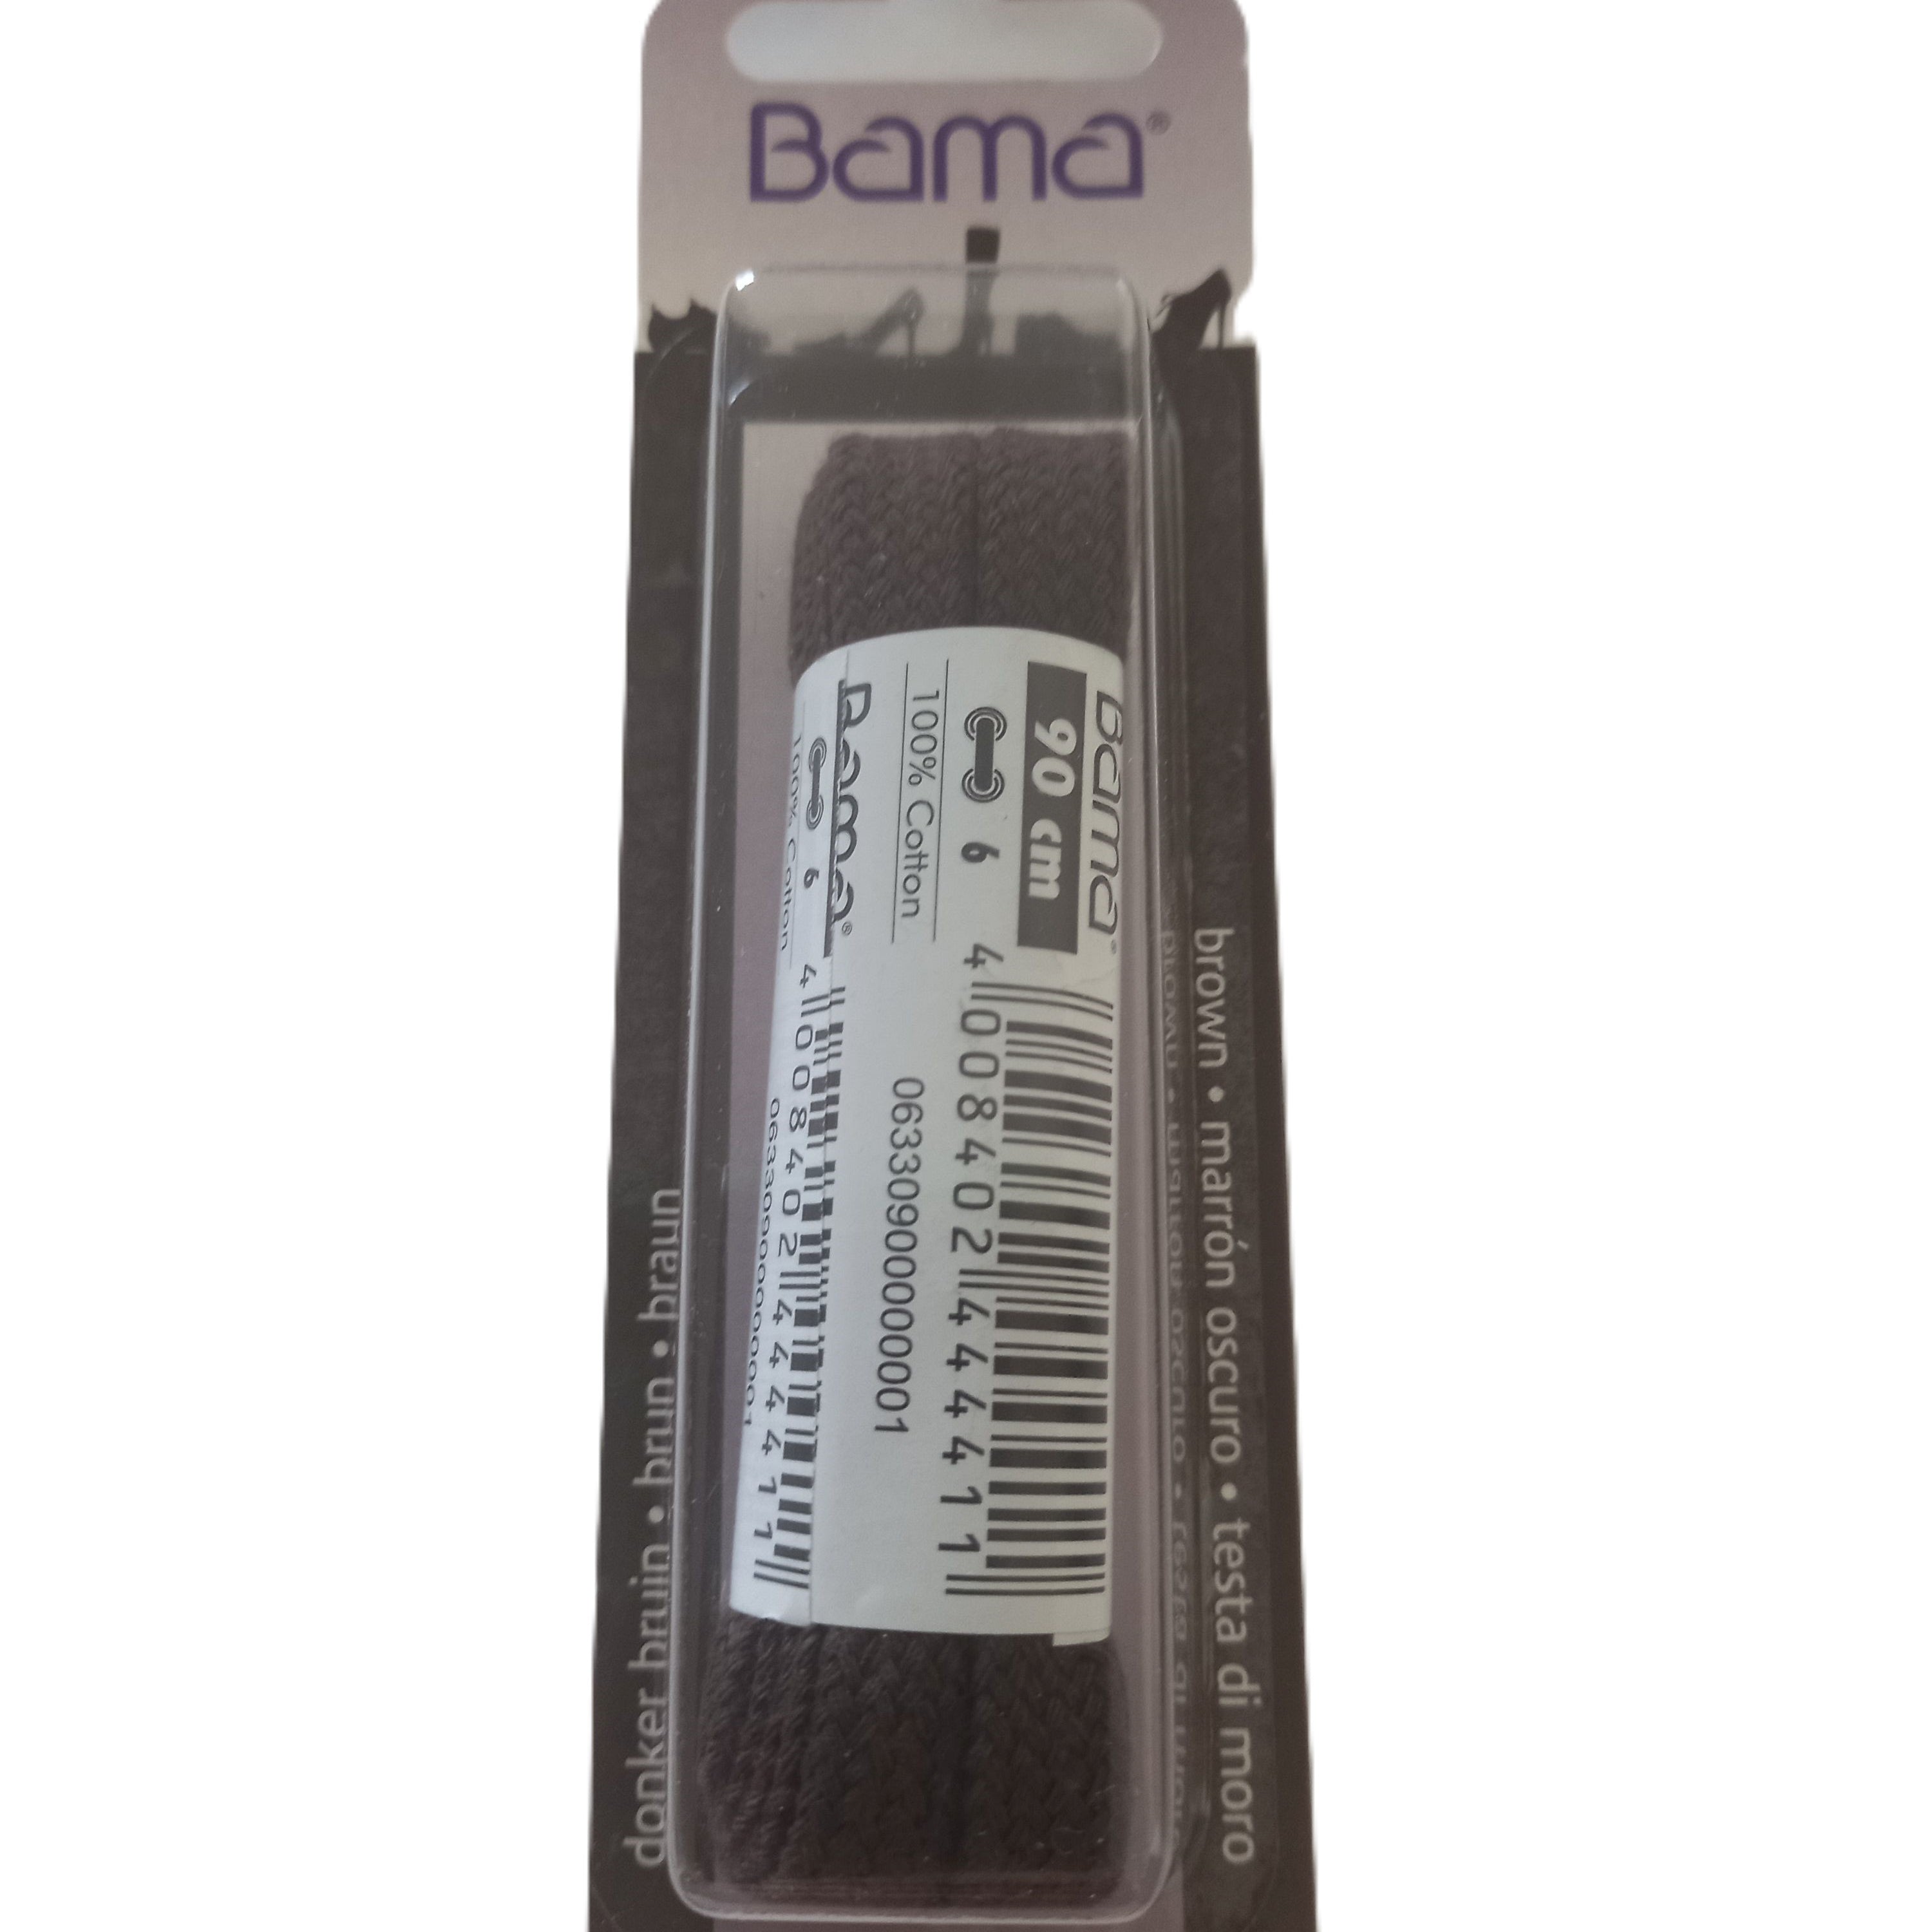 Bama®
Bama®
90 cm
6
100% Cotton
4 008402 444411
06330900000001
Bama®
6
100% Cotton
4 008402 444411
06330900000001
brown • marrón oscuro • testa di moro
donker bruin • brun • braun